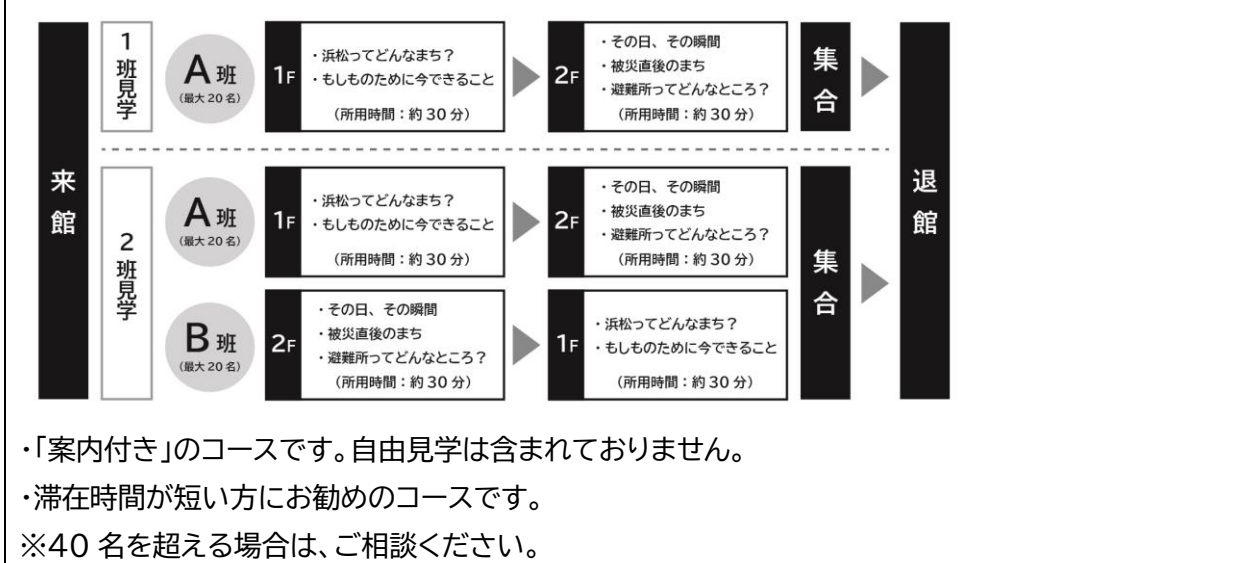 来館
1班見学
A班
(最大20名)
1F
・浜松ってどんなまち？
・もしものために今できること
(所用時間：約30分)
2F
・その日、その瞬間
・被災直後のまち
・避難所ってどんなところ？
(所用時間：約30分)
集合
2班見学
A班
(最大20名)
1F
・浜松ってどんなまち？
・もしものために今できること
(所用時間：約30分)
2F
・その日、その瞬間
・被災直後のまち
・避難所ってどんなところ？
(所用時間：約30分)
B班
(最大20名)
2F
・その日、その瞬間
・被災直後のまち
・避難所ってどんなところ？
(所用時間：約30分)
1F
・浜松ってどんなまち？
・もしものために今できること
(所用時間：約30分)
集合
退館
・「案内付き」のコースです。自由見学は含まれておりません。
・滞在時間が短い方にお勧めのコースです。
※40名を超える場合は、ご相談ください。